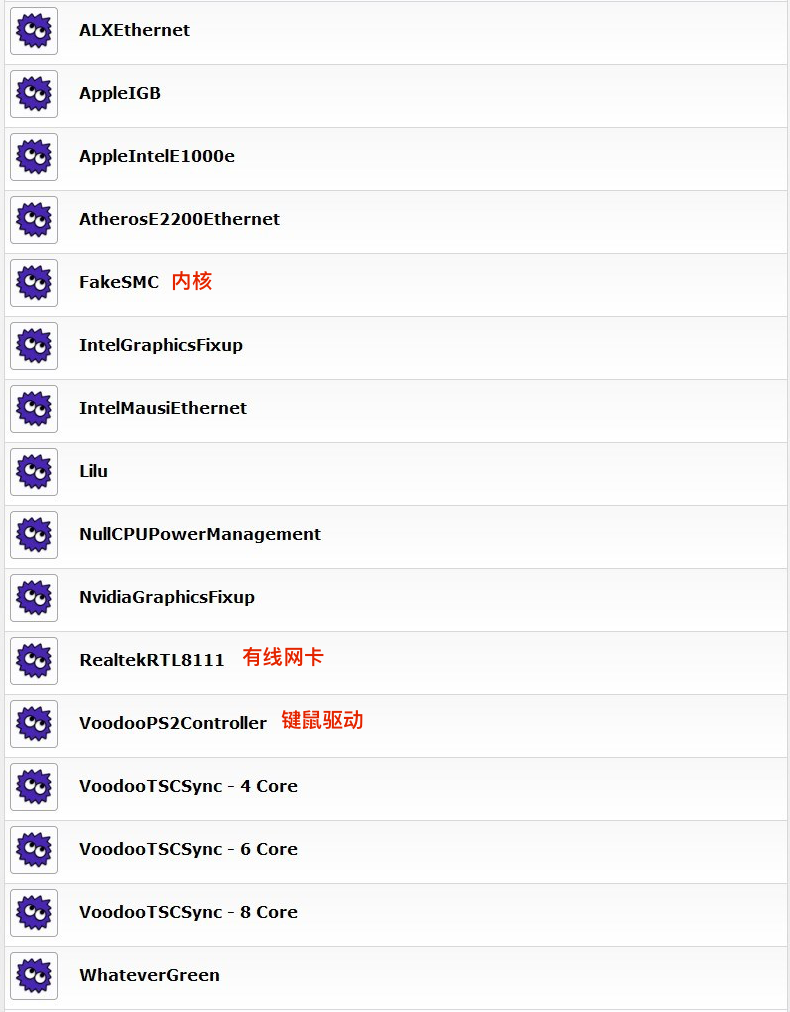 ALXEthernet
AppleIGB
AppleIntelE1000e
AtherosE2200Ethernet
FakeSMC 内核
IntelGraphicsFixup
IntelMausiEthernet
Lilu
NullCPUPowerManagement
NvidiaGraphicsFixup
RealtekRTL8111 有线网卡
VoodooPS2Controller 键鼠驱动
VoodooTSCSync - 4 Core
VoodooTSCSync - 6 Core
VoodooTSCSync - 8 Core
WhateverGreen